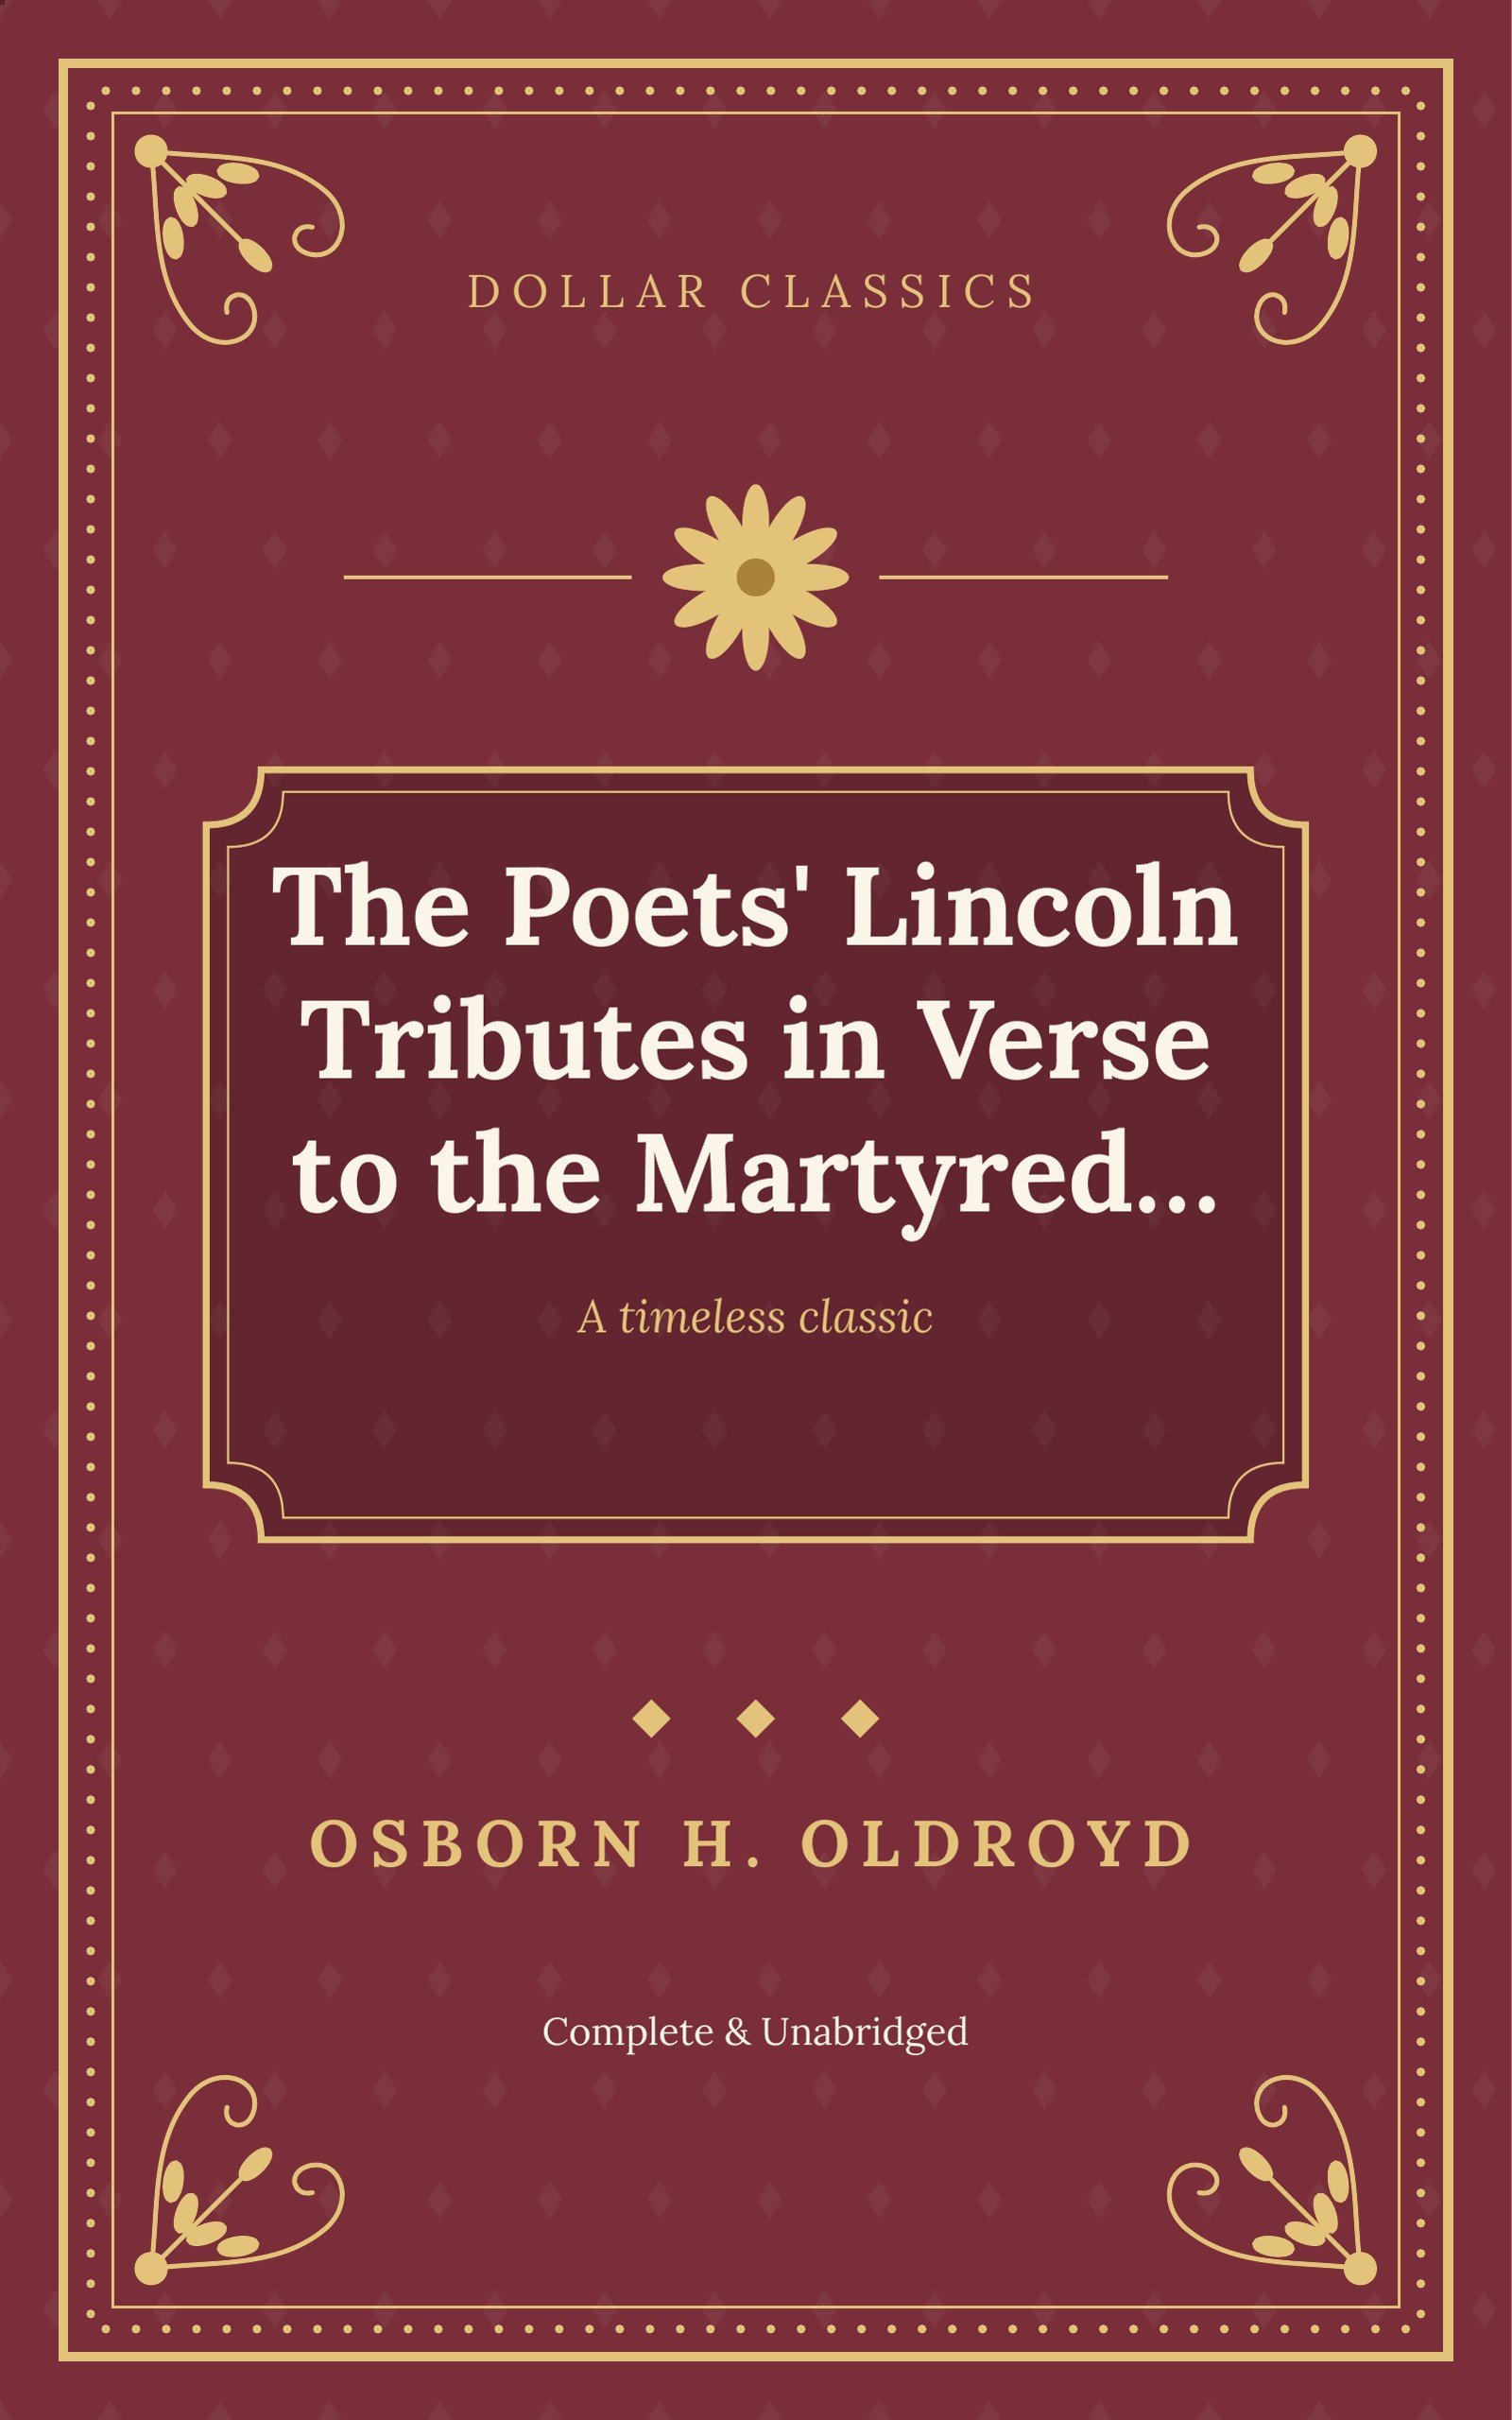 DOLLAR CLASSICS
The Poets' Lincoln
Tributes in Verse
to the Martyred...
A timeless classic
OSBORN H. OLDROYD
Complete & Unabridged